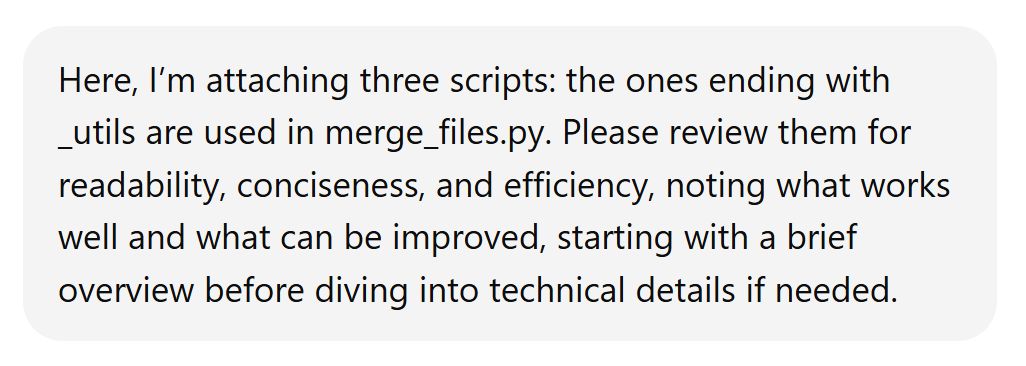 Here, I’m attaching three scripts: the ones ending with
_utils are used in merge_files.py. Please review them for
readability, conciseness, and efficiency, noting what works
well and what can be improved, starting with a brief
overview before diving into technical details if needed.